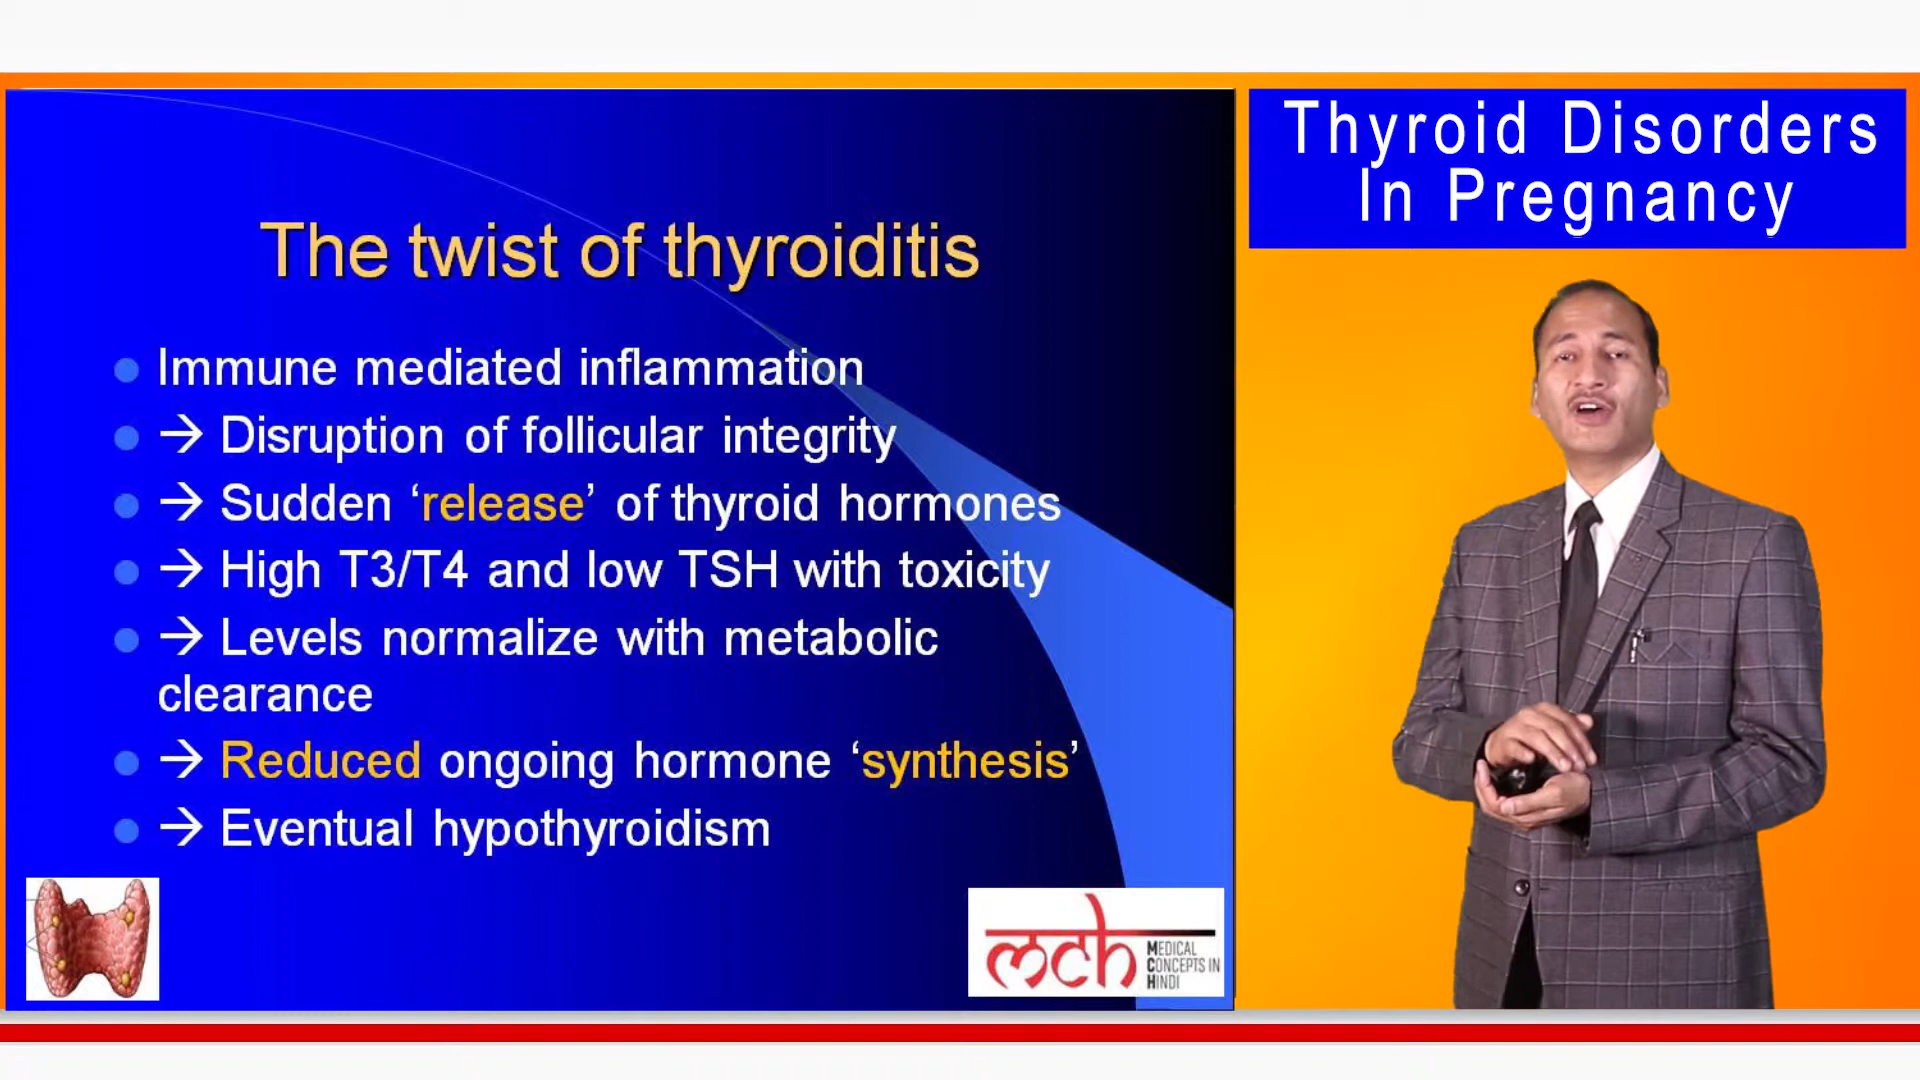 Thyroid Disorders
In Pregnancy
The twist of thyroiditis
Immune mediated inflammation
→ Disruption of follicular integrity
→ Sudden ‘release’ of thyroid hormones
→ High T3/T4 and low TSH with toxicity
→ Levels normalize with metabolic
clearance
→ Reduced ongoing hormone ‘synthesis’
→ Eventual hypothyroidism
mch
MEDICAL
CONCEPTS IN
HINDI